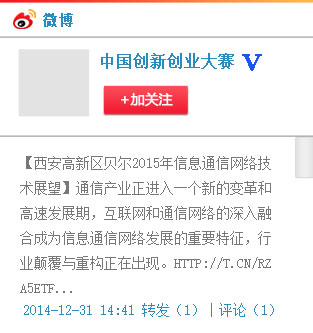 微博
中国创新创业大赛 V
+加关注
【西安高新区贝尔2015年信息通信网络技
术展望】通信产业正进入一个新的变革和
高速发展期，互联网和通信网络的深入融
合成为信息通信网络发展的重要特征，行
业颠覆与重构正在出现。HTTP://T.CN/RZ
A5ETF...
2014-12-31 14:41 转发（1）|评论（1）